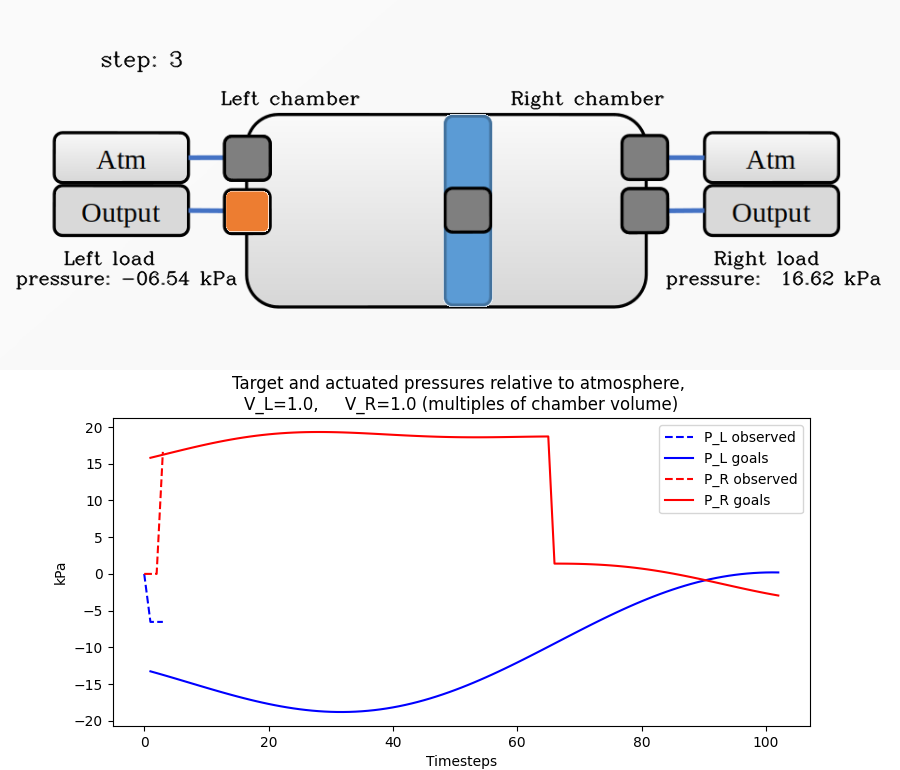 step: 3
Left chamber
Right chamber
Atm
Atm
Output
Output
Left load
pressure: -06.54 kPa
Right load
pressure: 16.62 kPa
Target and actuated pressures relative to atmosphere,
V_L=1.0, V_R=1.0 (multiples of chamber volume)
20
15
10
5
0
−5
−10
−15
−20
kPa
P_L observed
P_L goals
P_R observed
P_R goals
0 20 40 60 80 100
Timesteps